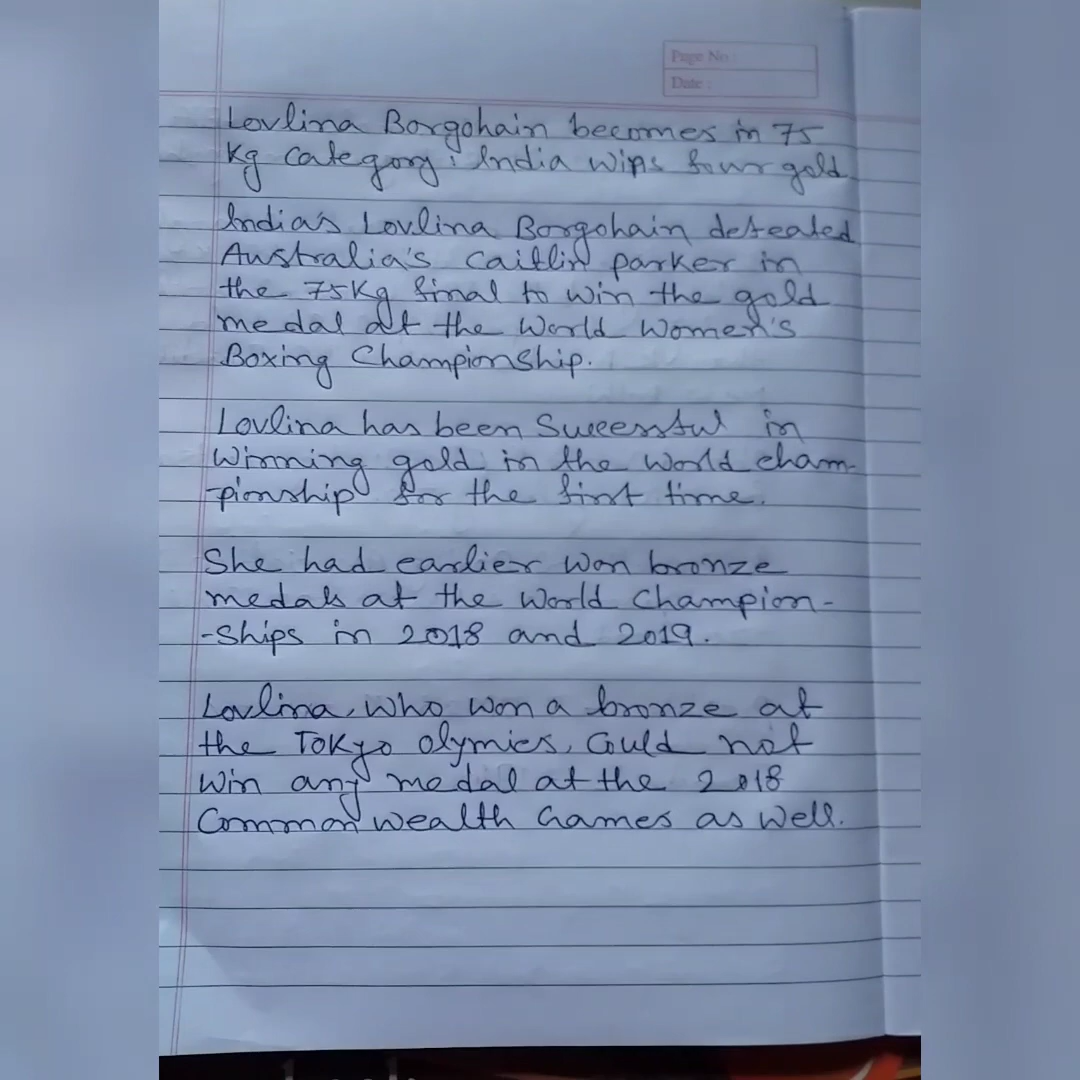 Page No :
Date :
Lovlina Borgohain becomes in 75
Kg category; India wins four gold
India's Lovlina Borgohain defeated
Australia's Caitlin parker in
the 75Kg final to win the gold
medal at the World Women's
Boxing Championship.
Lovlina has been Successful in
Winning gold in the World cham-
-pionship for the first time.
She had earlier won bronze
medals at the World Champion-
-Ships in 2018 and 2019.
Lovlina, who won a bronze at
the Tokyo olymics, Could not
win any medal at the 2018
Common wealth Games as well.